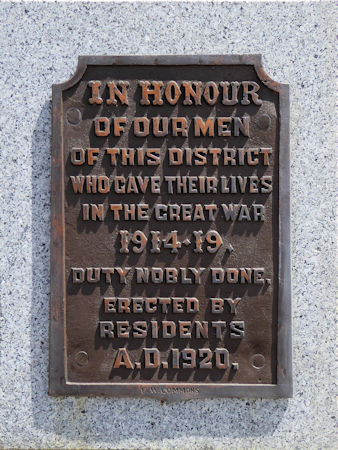 IN HONOUR
OF OUR MEN
OF THIS DISTRICT
WHO GAVE THEIR LIVES
IN THE GREAT WAR
1914-19.
DUTY NOBLY DONE,
ERECTED BY
RESIDENTS
A.D.1920.
W. COMMONS